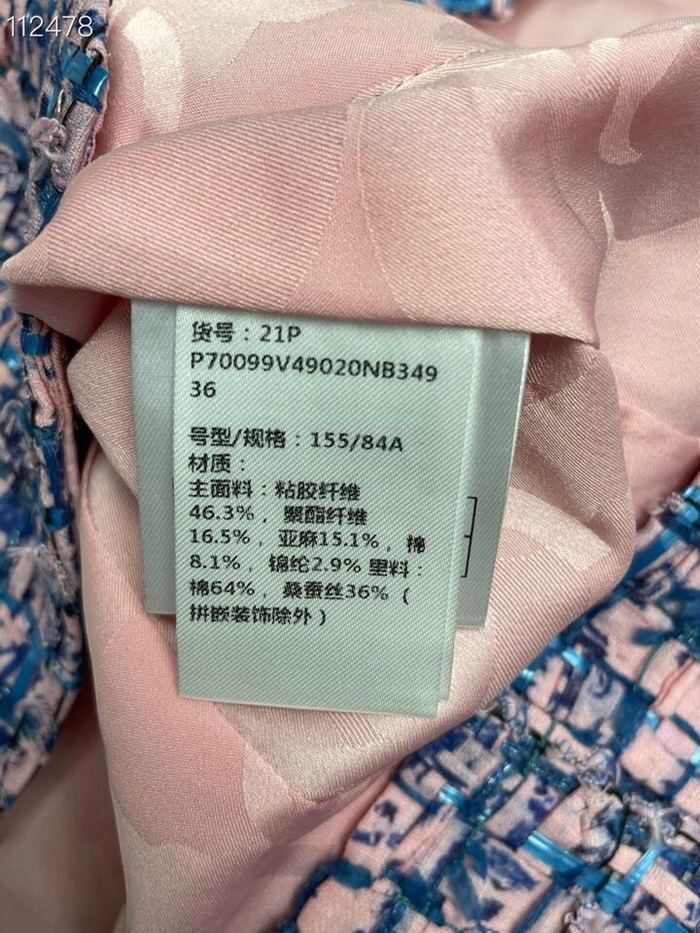 112478
货号：21P
P70099V49020NB349
36
号型/规格：155/84A
材质：
主面料：粘胶纤维
46.3%，聚酯纤维
16.5%，亚麻15.1%，棉
8.1%，锦纶2.9% 里料：
棉64%，桑蚕丝36%（
拼嵌装饰除外）